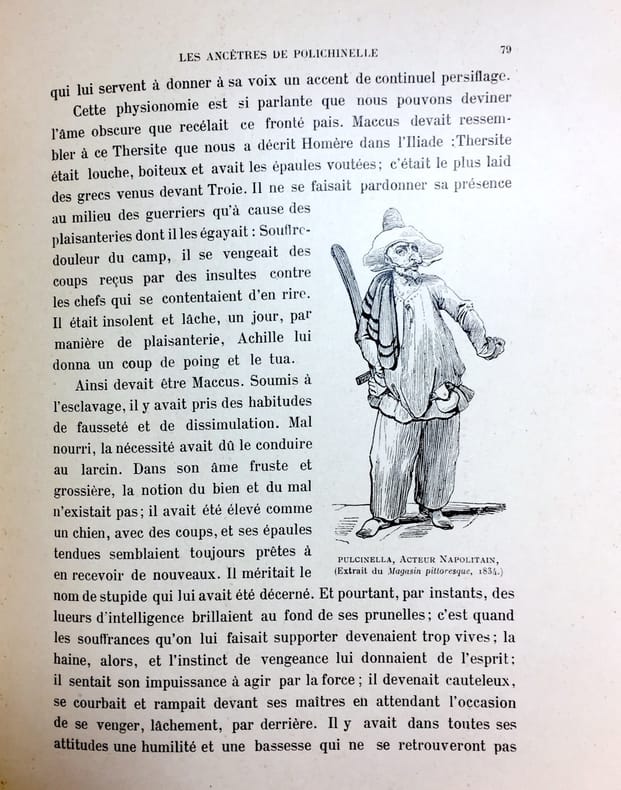 LES ANCÊTRES DE POLICHINELLE 79
qui lui servent à donner à sa voix un accent de continuel persiflage.
Cette physionomie est si parlante que nous pouvons deviner
l'âme obscure que recélait ce fronté pais. Maccus devait ressem-
bler à ce Thersite que nous a décrit Homère dans l'Iliade : Thersite
était louche, boiteux et avait les épaules voutées ; c'était le plus laid
des grecs venus devant Troie. Il ne se faisait pardonner sa présence
au milieu des guerriers qu'à cause des
plaisanteries dont il les égayait : Souffre-
douleur du camp, il se vengeait des
coups reçus par des insultes contre
les chefs qui se contentaient d'en rire.
Il était insolent et lâche, un jour, par
manière de plaisanterie, Achille lui
donna un coup de poing et le tua.
Ainsi devait être Maccus. Soumis à
l'esclavage, il y avait pris des habitudes
de fausseté et de dissimulation. Mal
nourri, la nécessité avait dû le conduire
au larcin. Dans son âme fruste et
grossière, la notion du bien et du mal
n'existait pas ; il avait été élevé comme
un chien, avec des coups, et ses épaules
tendues semblaient toujours prêtes à
en recevoir de nouveaux. Il méritait le
PULCINELLA, ACTEUR NAPOLITAIN,
(Extrait du Magasin pittoresque, 1834.)
nom de stupide qui lui avait été décerné. Et pourtant, par instants, des
lueurs d'intelligence brillaient au fond de ses prunelles ; c'est quand
les souffrances qu'on lui faisait supporter devenaient trop vives ; la
haine, alors, et l'instinct de vengeance lui donnaient de l'esprit ;
il sentait son impuissance à agir par la force ; il devenait cauteleux,
se courbait et rampait devant ses maîtres en attendant l'occasion
de se venger, lâchement, par derrière. Il y avait dans toutes ses
attitudes une humilité et une bassesse qui ne se retrouveront pas